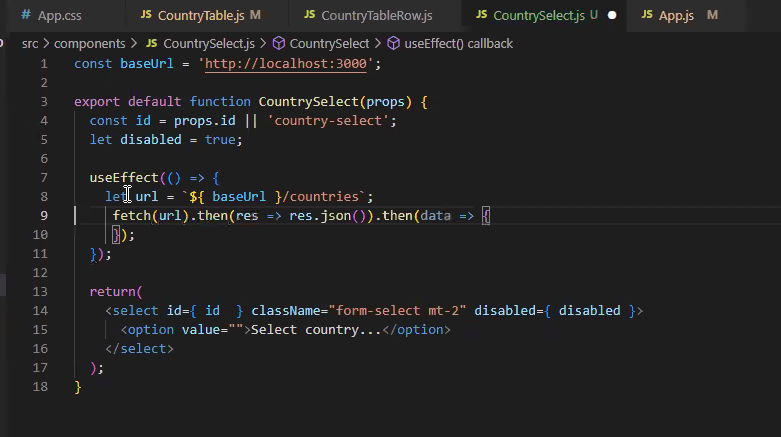 App.css
CountryTable.js M
CountryTableRow.js
CountrySelect.js U
App.js M
src > components > JS CountrySelect.js > CountrySelect > useEffect() callback
1 const baseUrl = 'http://localhost:3000';
2
3 export default function CountrySelect(props) {
4 const id = props.id || 'country-select';
5 let disabled = true;
6
7 useEffect(() => {
8 let url = `${ baseUrl }/countries`;
9 fetch(url).then(res => res.json()).then(data => {
10 });
11 });
12
13 return(
14 <select id={ id  } className="form-select mt-2" disabled={ disabled }>
15 <option value="">Select country...</option>
16 </select>
17 );
18 }